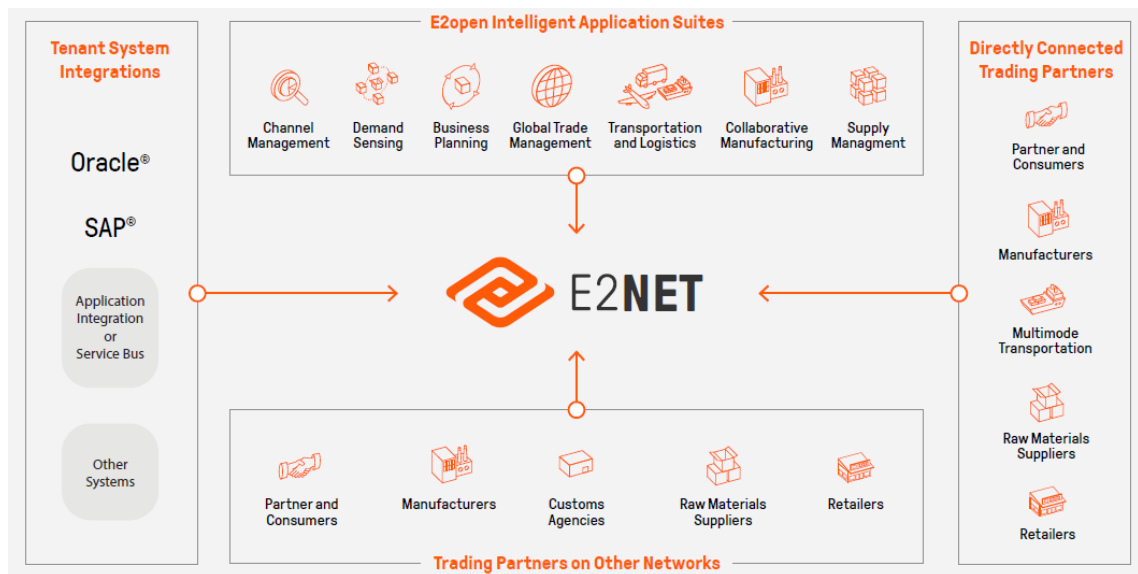 Tenant System
Integrations
Oracle®
SAP®
Application
Integration
or
Service Bus
Other
Systems
E2open Intelligent Application Suites
Channel
Management
Demand
Sensing
Business
Planning
Global Trade
Management
Transportation
and Logistics
Collaborative
Manufacturing
Supply
Managment
E2NET
Partner and
Consumers
Manufacturers
Customs
Agencies
Raw Materials
Suppliers
Retailers
Trading Partners on Other Networks
Directly Connected
Trading Partners
Partner and
Consumers
Manufacturers
Multimode
Transportation
Raw Materials
Suppliers
Retailers